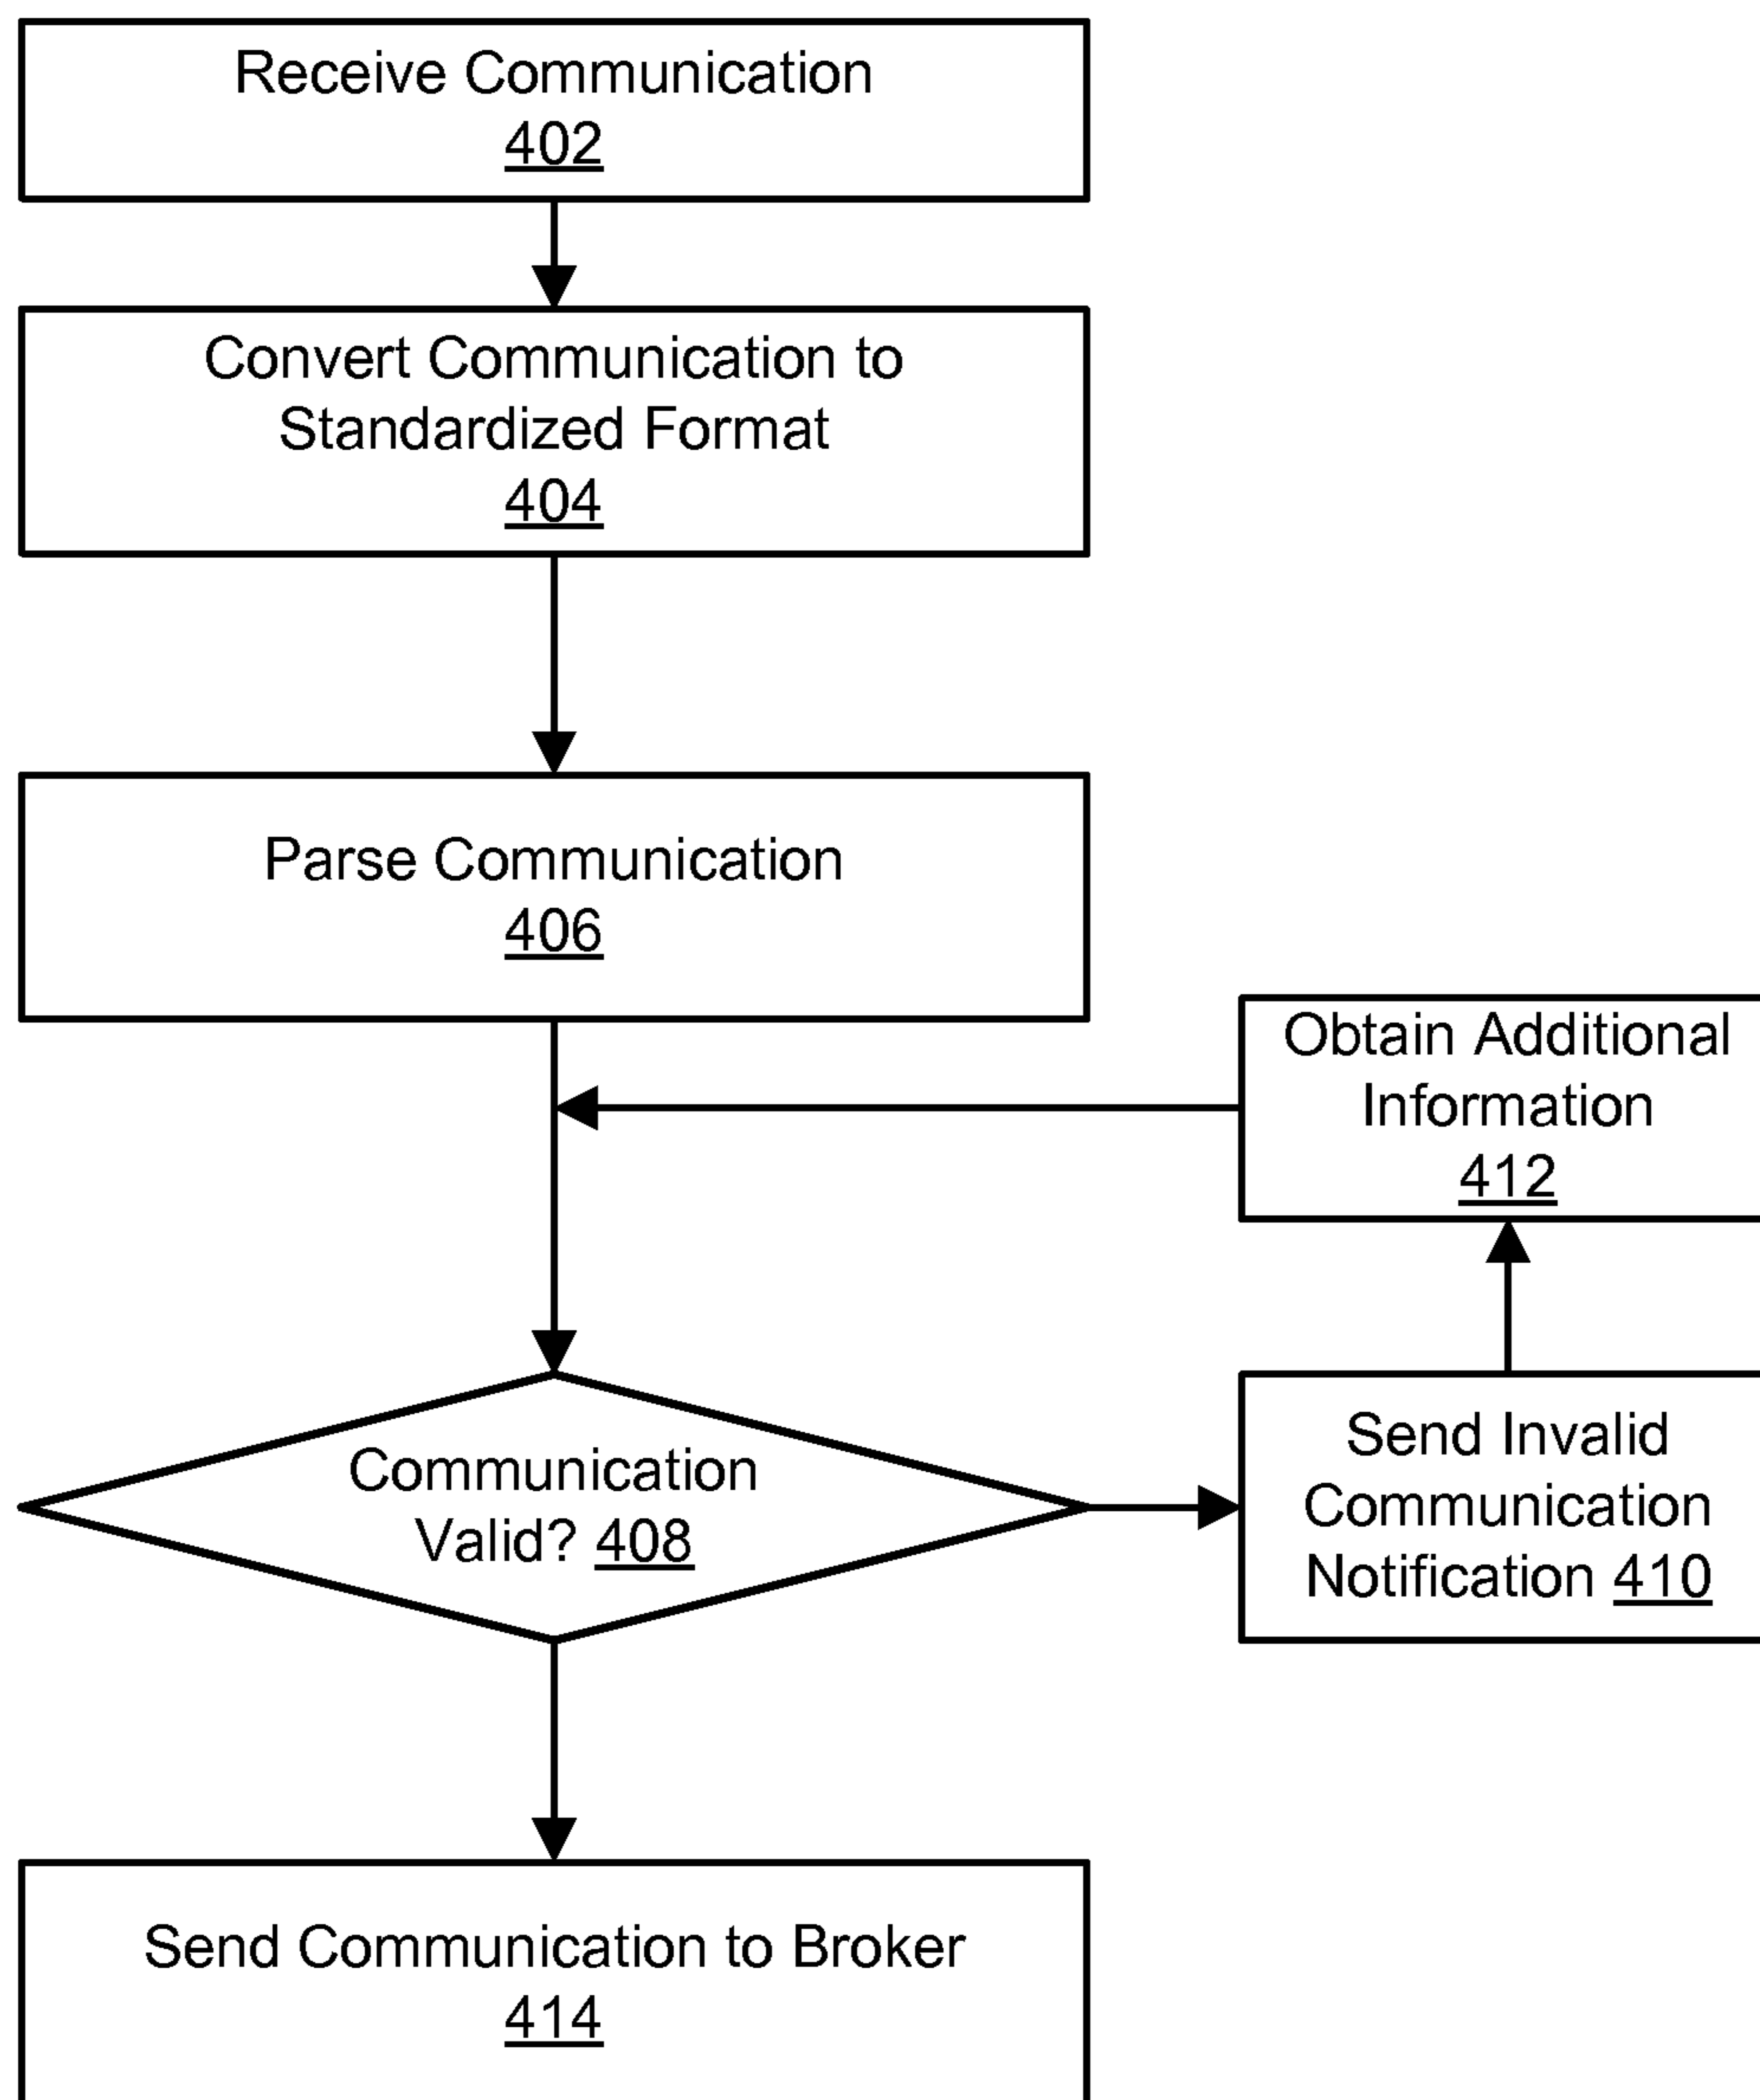 Receive Communication
402
Convert Communication to
Standardized Format
404
Parse Communication
406
Obtain Additional
Information
412
Communication
Valid? 408
Send Invalid
Communication
Notification 410
Send Communication to Broker
414